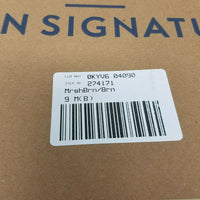 N SIGNATU
0KYV6 04090
274171
MrshBrn/Brn
9 M(B)